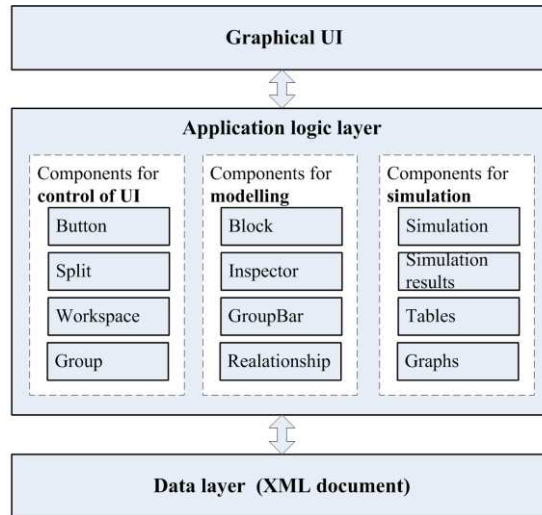 Graphical UI
Application logic layer
Components for
control of UI
Button
Split
Workspace
Group
Components for
modelling
Block
Inspector
GroupBar
Realationship
Components for
simulation
Simulation
Simulation
results
Tables
Graphs
Data layer (XML document)